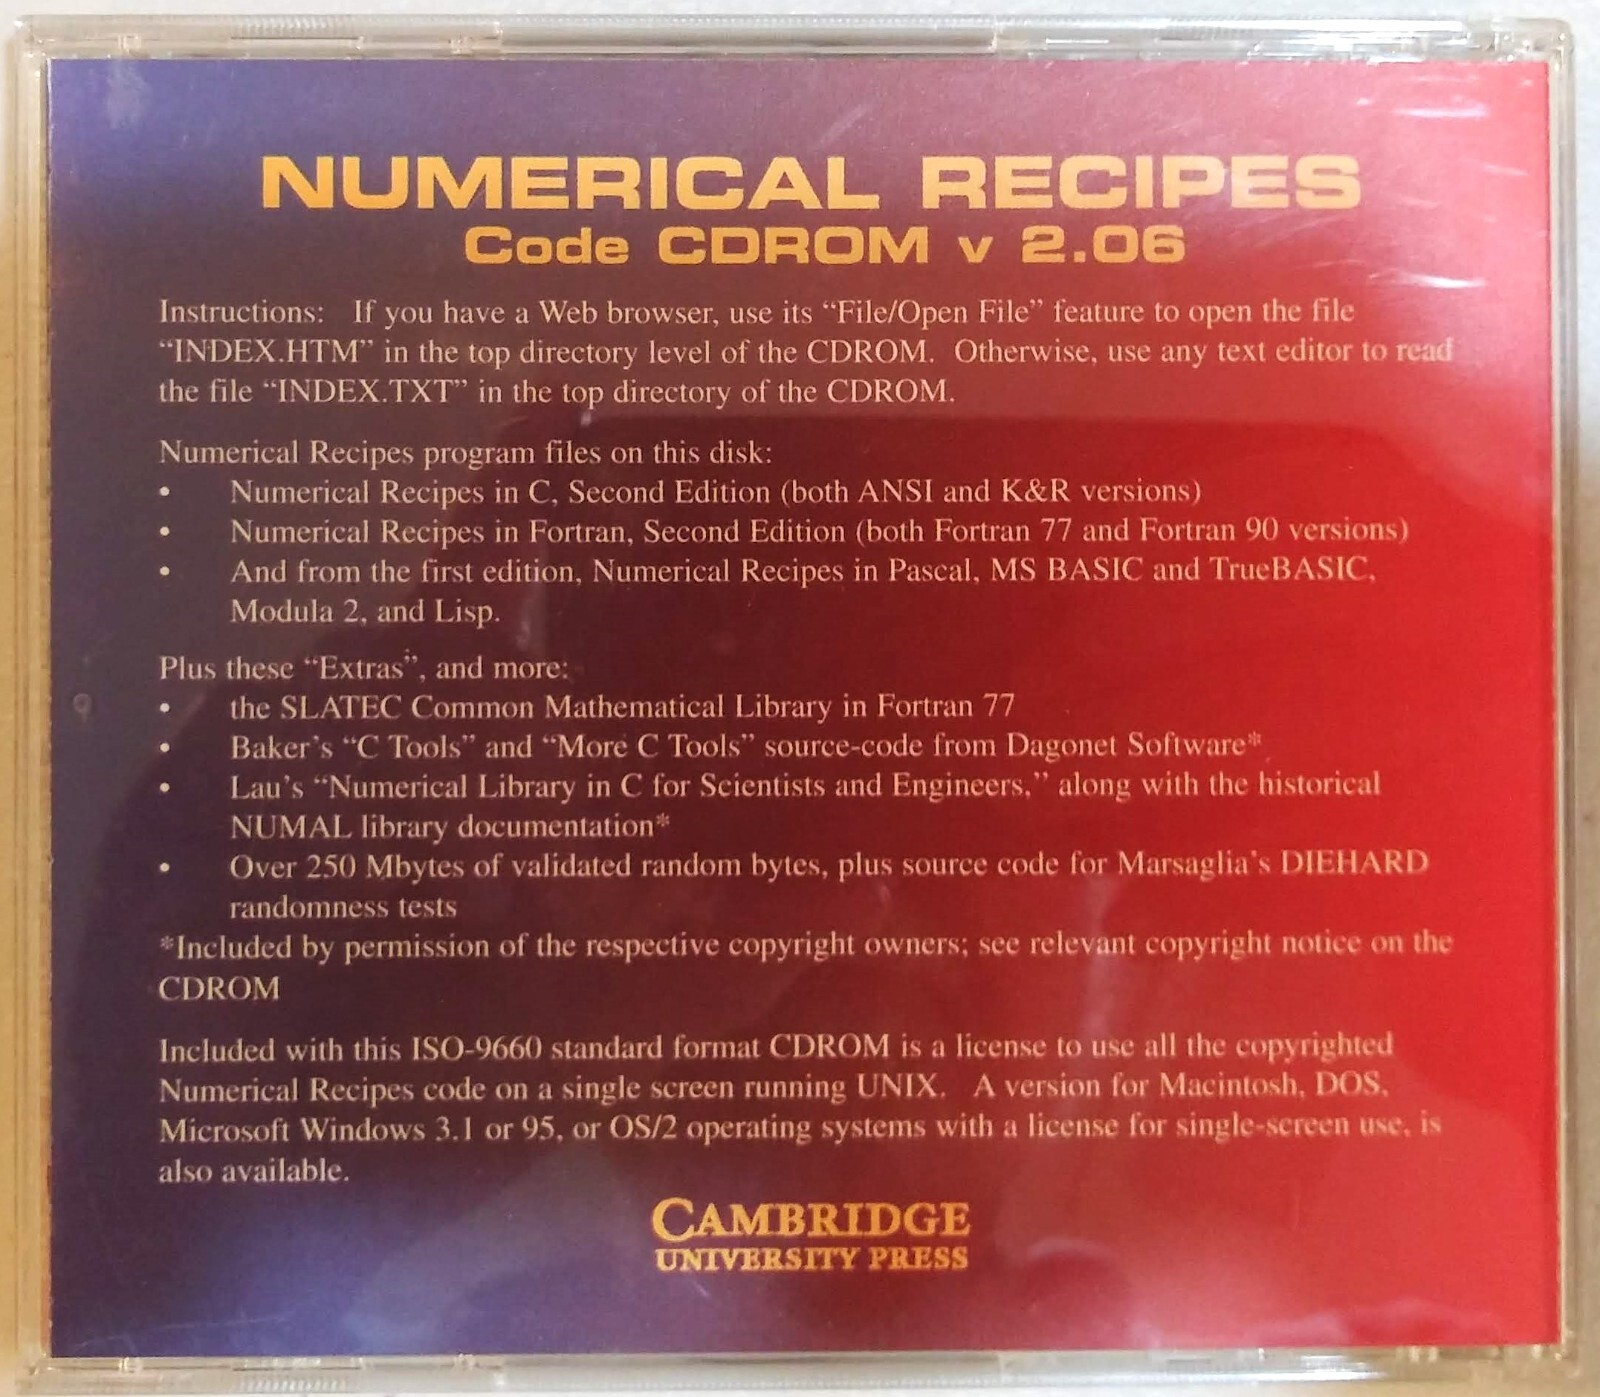 NUMERICAL RECIPES
Code CDROM v 2.06
Instructions: If you have a Web browser, use its “File/Open File” feature to open the file
“INDEX.HTM” in the top directory level of the CDROM. Otherwise, use any text editor to read
the file “INDEX.TXT” in the top directory of the CDROM.
Numerical Recipes program files on this disk:
• Numerical Recipes in C, Second Edition (both ANSI and K&R versions)
• Numerical Recipes in Fortran, Second Edition (both Fortran 77 and Fortran 90 versions)
• And from the first edition, Numerical Recipes in Pascal, MS BASIC and TrueBASIC,
Modula 2, and Lisp.
Plus these “Extras”, and more:
• the SLATEC Common Mathematical Library in Fortran 77
• Baker’s “C Tools” and “More C Tools” source-code from Dagonet Software*
• Lau’s “Numerical Library in C for Scientists and Engineers,” along with the historical
NUMAL library documentation*
• Over 250 Mbytes of validated random bytes, plus source code for Marsaglia’s DIEHARD
randomness tests
*Included by permission of the respective copyright owners; see relevant copyright notice on the
CDROM
Included with this ISO-9660 standard format CDROM is a license to use all the copyrighted
Numerical Recipes code on a single screen running UNIX. A version for Macintosh, DOS,
Microsoft Windows 3.1 or 95, or OS/2 operating systems with a license for single-screen use, is
also available.
CAMBRIDGE
UNIVERSITY PRESS